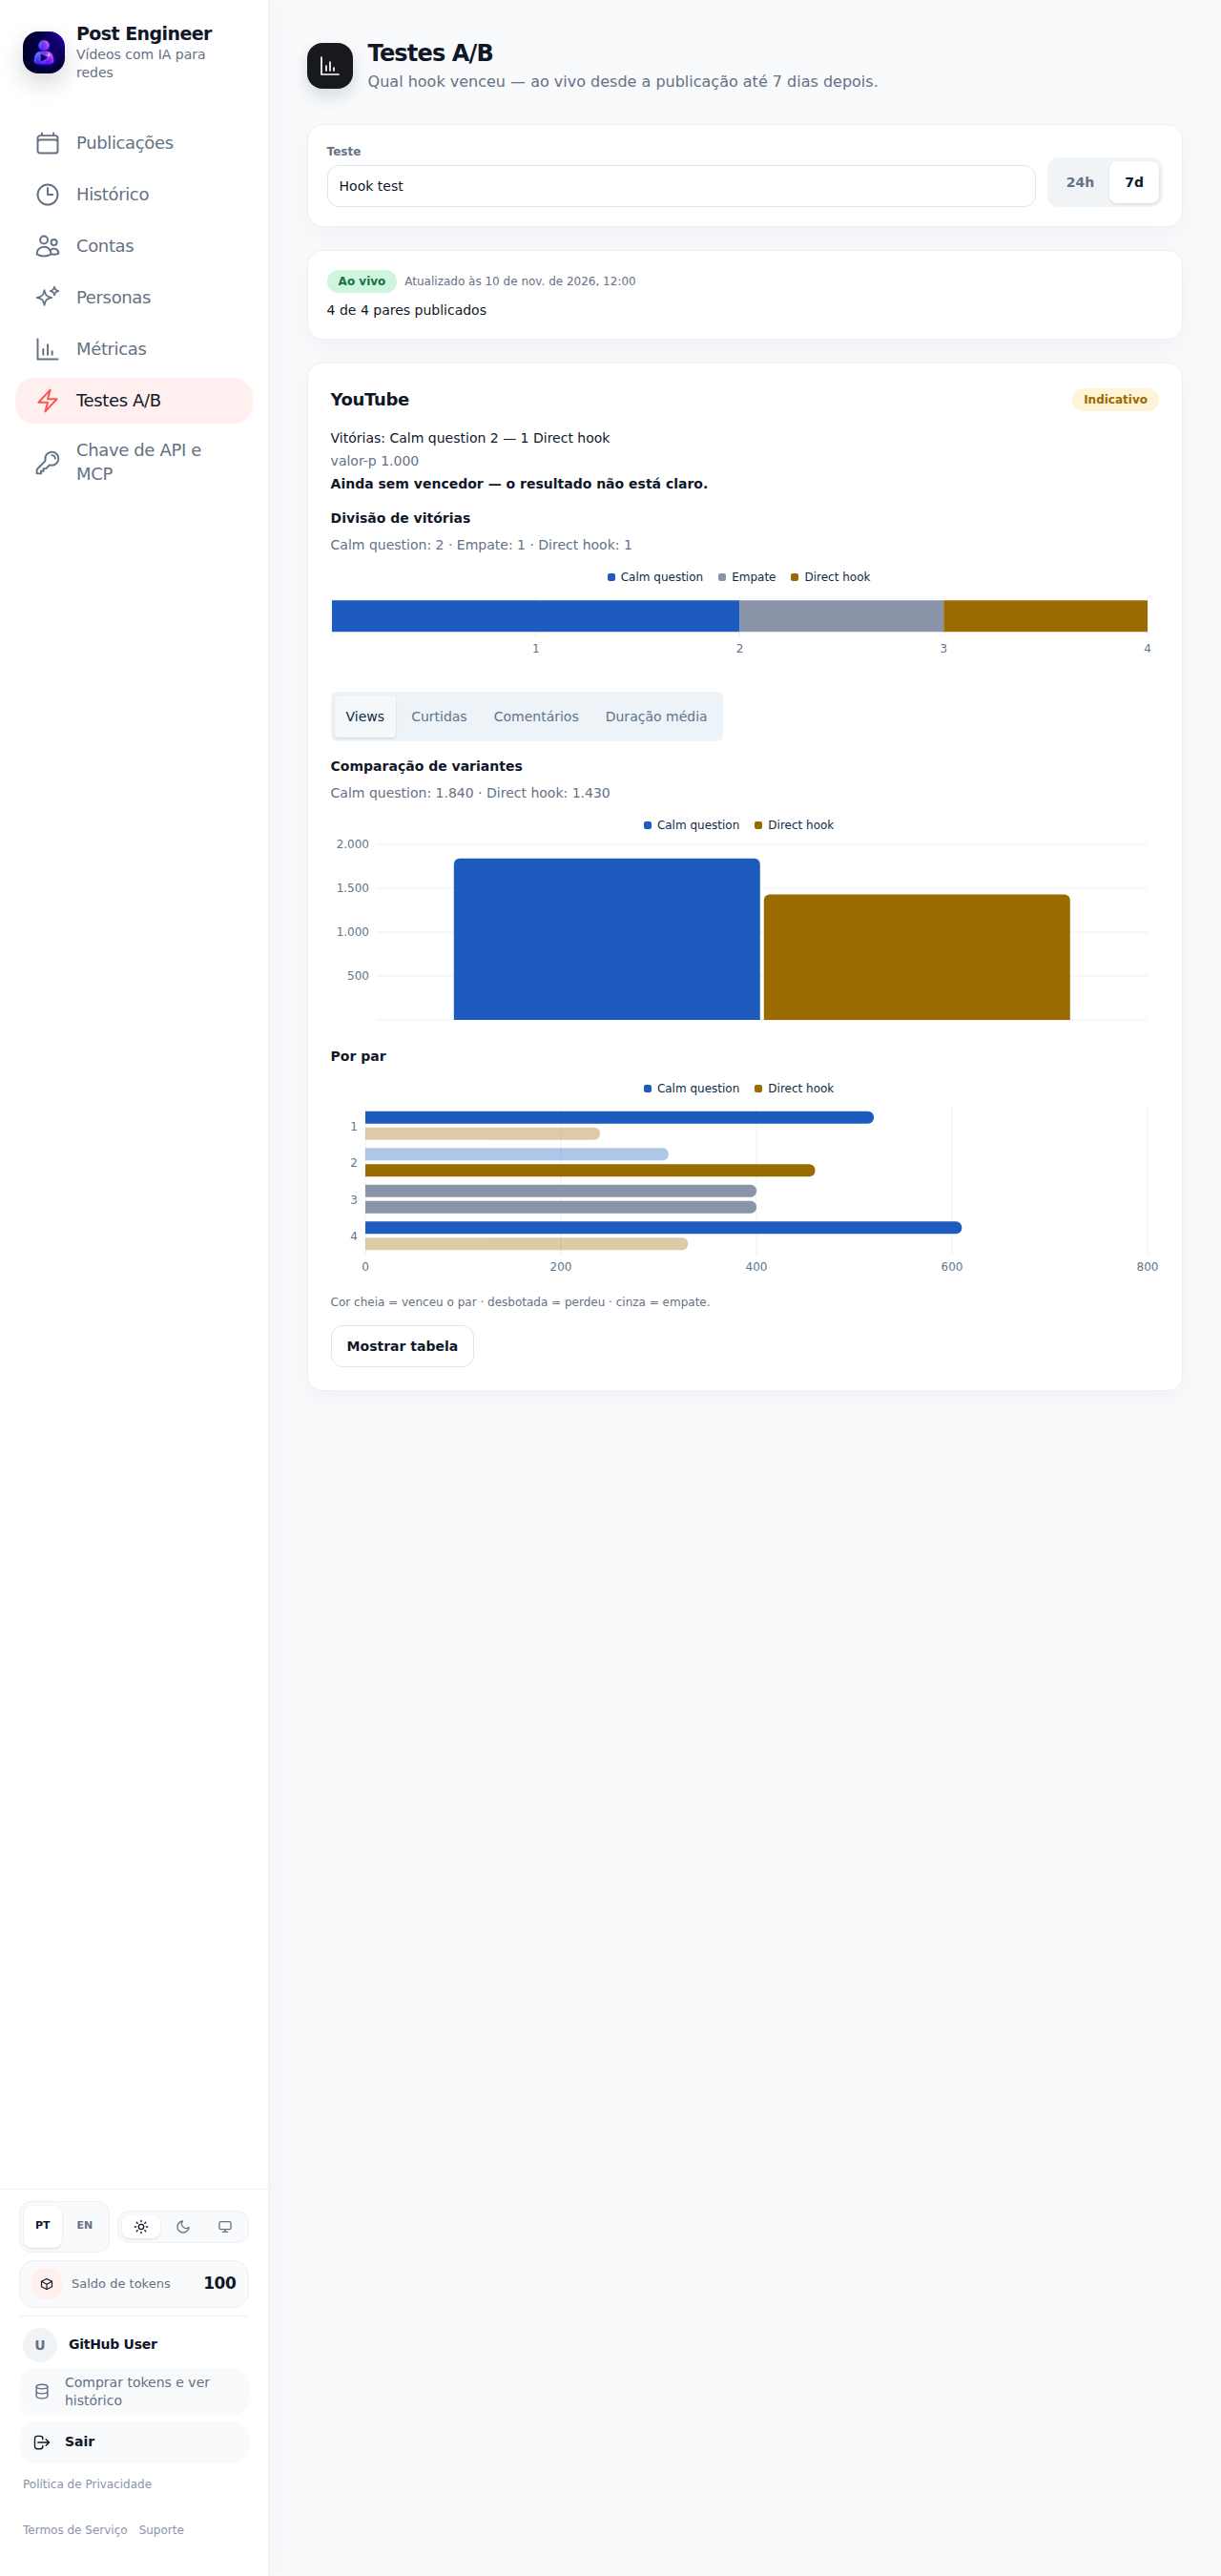 Post Engineer
Vídeos com IA para
redes
Publicações
Histórico
Contas
Personas
Métricas
Testes A/B
Chave de API e
MCP
PT
EN
Saldo de tokens
100
U
GitHub User
Comprar tokens e ver
histórico
Sair
Política de Privacidade
Termos de Serviço Suporte
Testes A/B
Qual hook venceu — ao vivo desde a publicação até 7 dias depois.
Teste
Hook test
24h
7d
Ao vivo Atualizado às 10 de nov. de 2026, 12:00
4 de 4 pares publicados
YouTube
Indicativo
Vitórias: Calm question 2 — 1 Direct hook
valor-p 1.000
Ainda sem vencedor — o resultado não está claro.
Divisão de vitórias
Calm question: 2 · Empate: 1 · Direct hook: 1
Calm question Empate Direct hook
1 2 3 4
Views Curtidas Comentários Duração média
Comparação de variantes
Calm question: 1.840 · Direct hook: 1.430
Calm question Direct hook
2.000
1.500
1.000
500
Por par
Calm question Direct hook
1
2
3
4
0 200 400 600 800
Cor cheia = venceu o par · desbotada = perdeu · cinza = empate.
Mostrar tabela